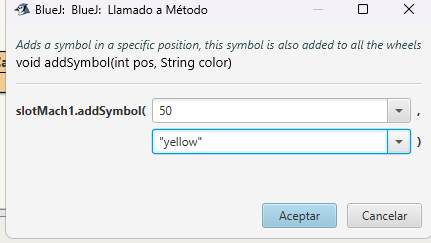 BlueJ: BlueJ: Llamado a Método
Adds a symbol in a specific position, this symbol is also added to all the wheels
void addSymbol(int pos, String color)
slotMach1.addSymbol( 50 ,
"yellow" )
Aceptar Cancelar